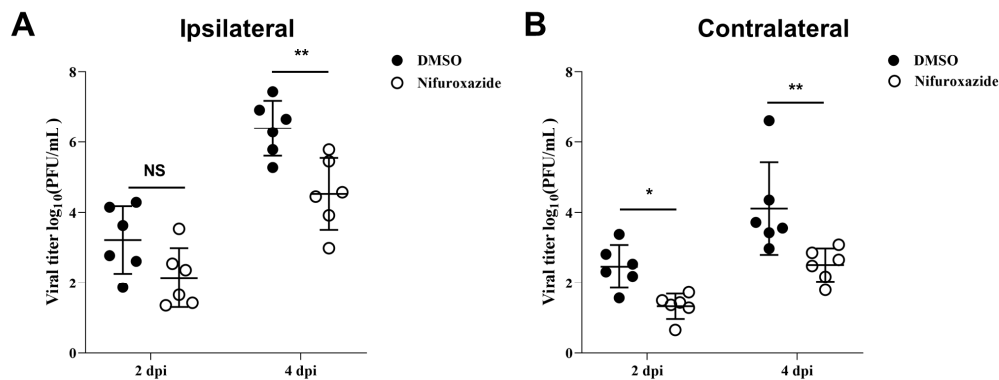 A
Ipsilateral
DMSO
Nifuroxazide
**
NS
Viral titer log10(PFU/mL )
8
6
4
2
0
2 dpi
4 dpi
B
Contralateral
DMSO
Nifuroxazide
**
*
Viral titer log10(PFU/mL )
8
6
4
2
0
2 dpi
4 dpi